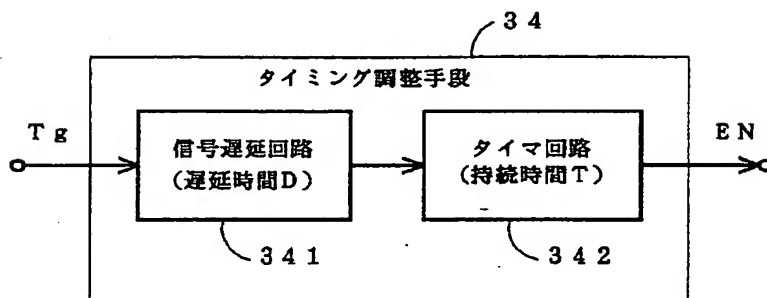 34
タイミング調整手段
Tg
EN
信号遅延回路
(遅延時間D)
タイマ回路
(持続時間T)
341
342